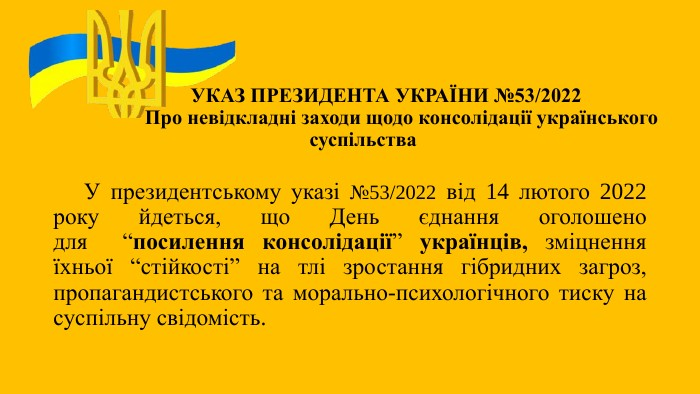 УКАЗ ПРЕЗИДЕНТА УКРАЇНИ №53/2022
Про невідкладні заходи щодо консолідації українського
суспільства
У президентському указі №53/2022 від 14 лютого 2022
року йдеться, що День єднання оголошено
для “посилення консолідації” українців, зміцнення
їхньої “стійкості” на тлі зростання гібридних загроз,
пропагандистського та морально-психологічного тиску на
суспільну свідомість.